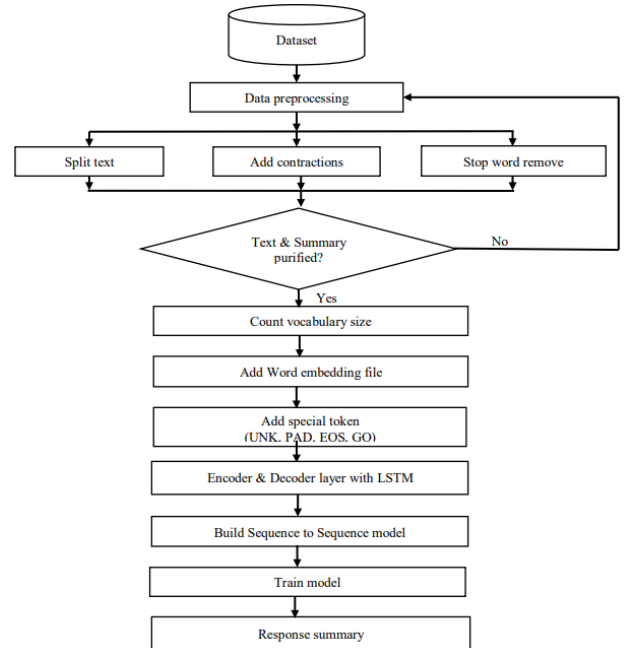 Dataset
Data preprocessing
Split text
Add contractions
Stop word remove
Text & Summary
purified?
No
Yes
Count vocabulary size
Add Word embedding file
Add special token
(UNK, PAD, EOS, GO)
Encoder & Decoder layer with LSTM
Build Sequence to Sequence model
Train model
Response summary